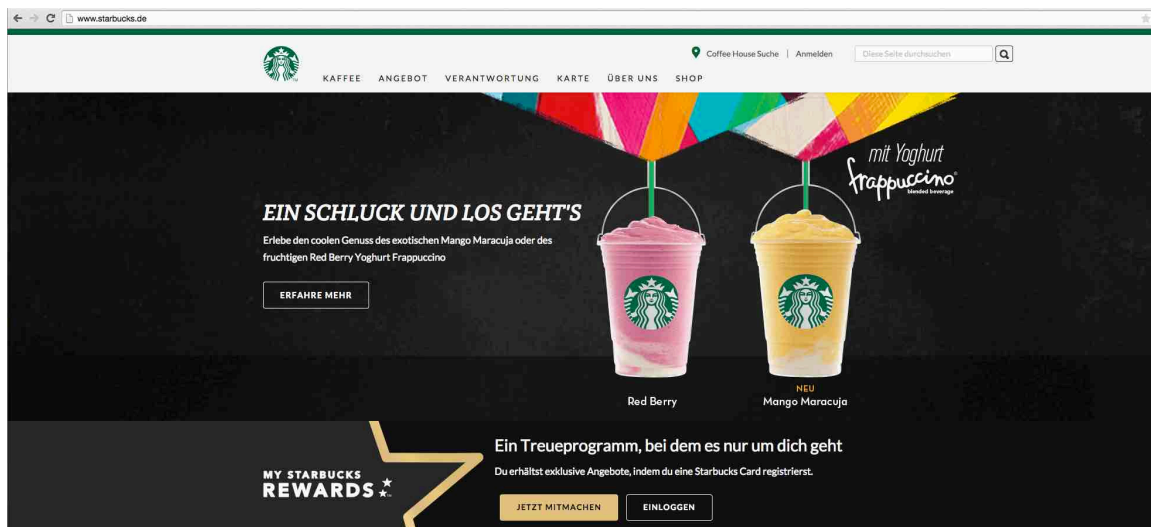 www.starbucks.de
Coffee House Suche | Anmelden
Diese Seite durchsuchen
KAFFEE ANGEBOT VERANTWORTUNG KARTE ÜBER UNS SHOP
mit Yoghurt
frappuccino®
blended beverage
EIN SCHLUCK UND LOS GEHT'S
Erlebe den coolen Genuss des exotischen Mango Maracuja oder des
fruchtigen Red Berry Yoghurt Frappuccino
ERFAHRE MEHR
NEU
Red Berry Mango Maracuja
Ein Treueprogramm, bei dem es nur um dich geht
Du erhältst exklusive Angebote, indem du eine Starbucks Card registrierst.
MY STARBUCKS
REWARDS™
JETZT MITMACHEN EINLOGGEN